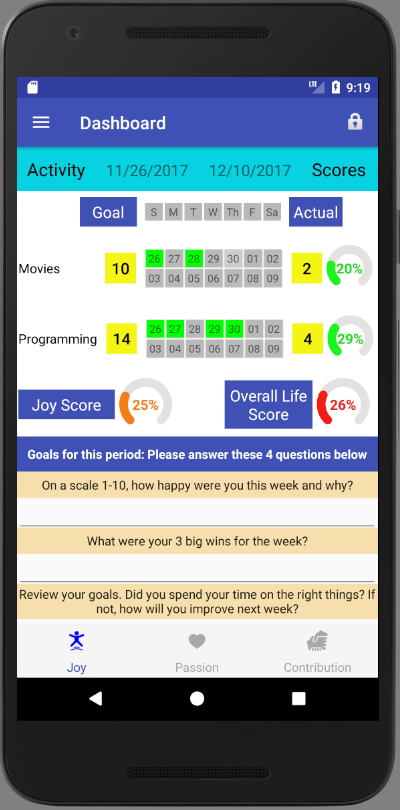 LTE 9:19
Dashboard
Activity 11/26/2017 12/10/2017 Scores
Goal S M T W Th F Sa Actual
Movies 10 26 27 28 29 30 01 02 2 20%
03 04 05 06 07 08 09
Programming 14 26 27 28 29 30 01 02 4 29%
03 04 05 06 07 08 09
Joy Score 25% Overall Life
Score 26%
Goals for this period: Please answer these 4 questions below
On a scale 1-10, how happy were you this week and why?
What were your 3 big wins for the week?
Review your goals. Did you spend your time on the right things? If
not, how will you improve next week?
Joy Passion Contribution